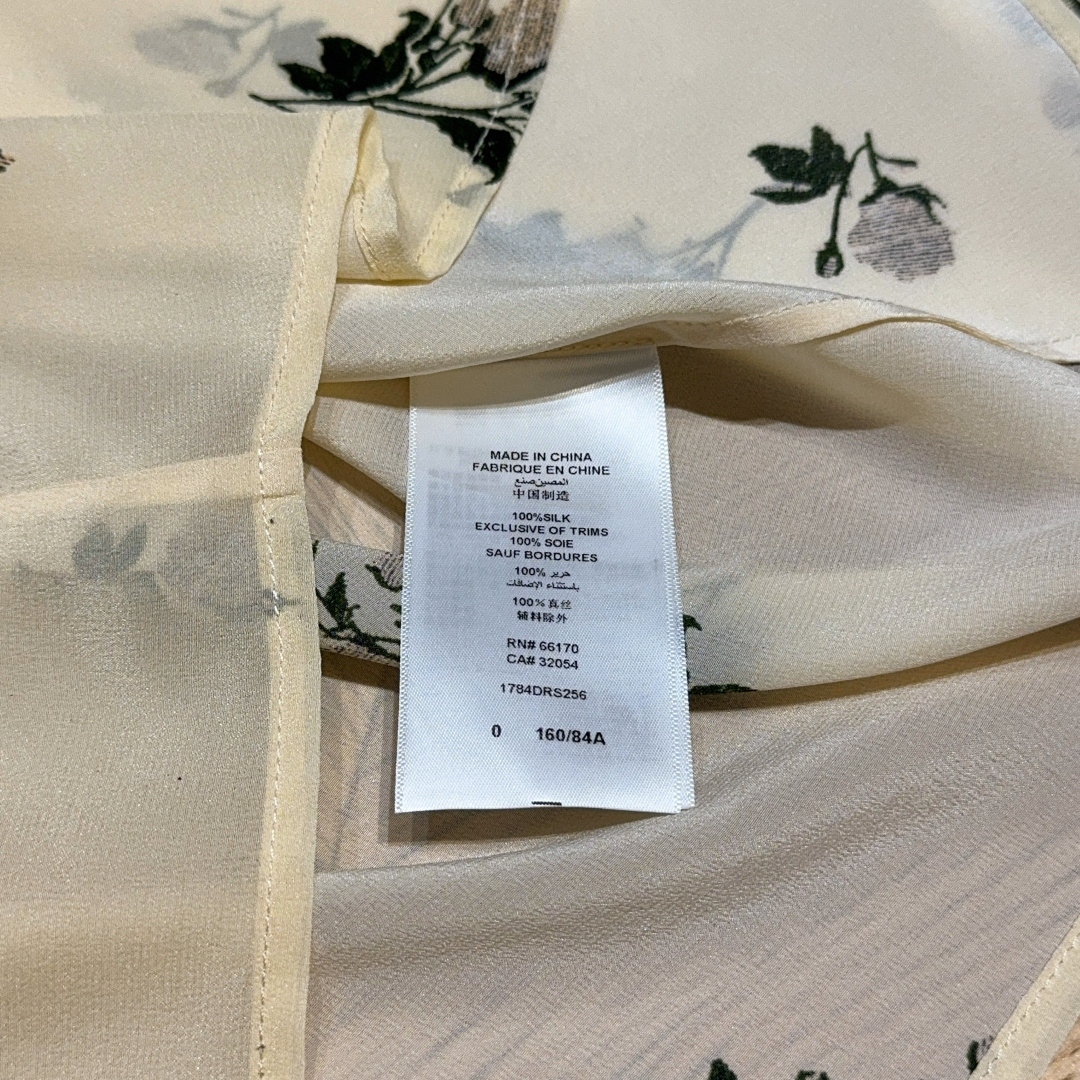 MADE IN CHINA
FABRIQUE EN CHINE
المصين‌صنع
中国制造
100%SILK
EXCLUSIVE OF TRIMS
100% SOIE
SAUF BORDURES
100% حرير
باستثناء الإضافات
100%真丝
辅料除外
RN# 66170
CA# 32054
1784DRS256
0 160/84A